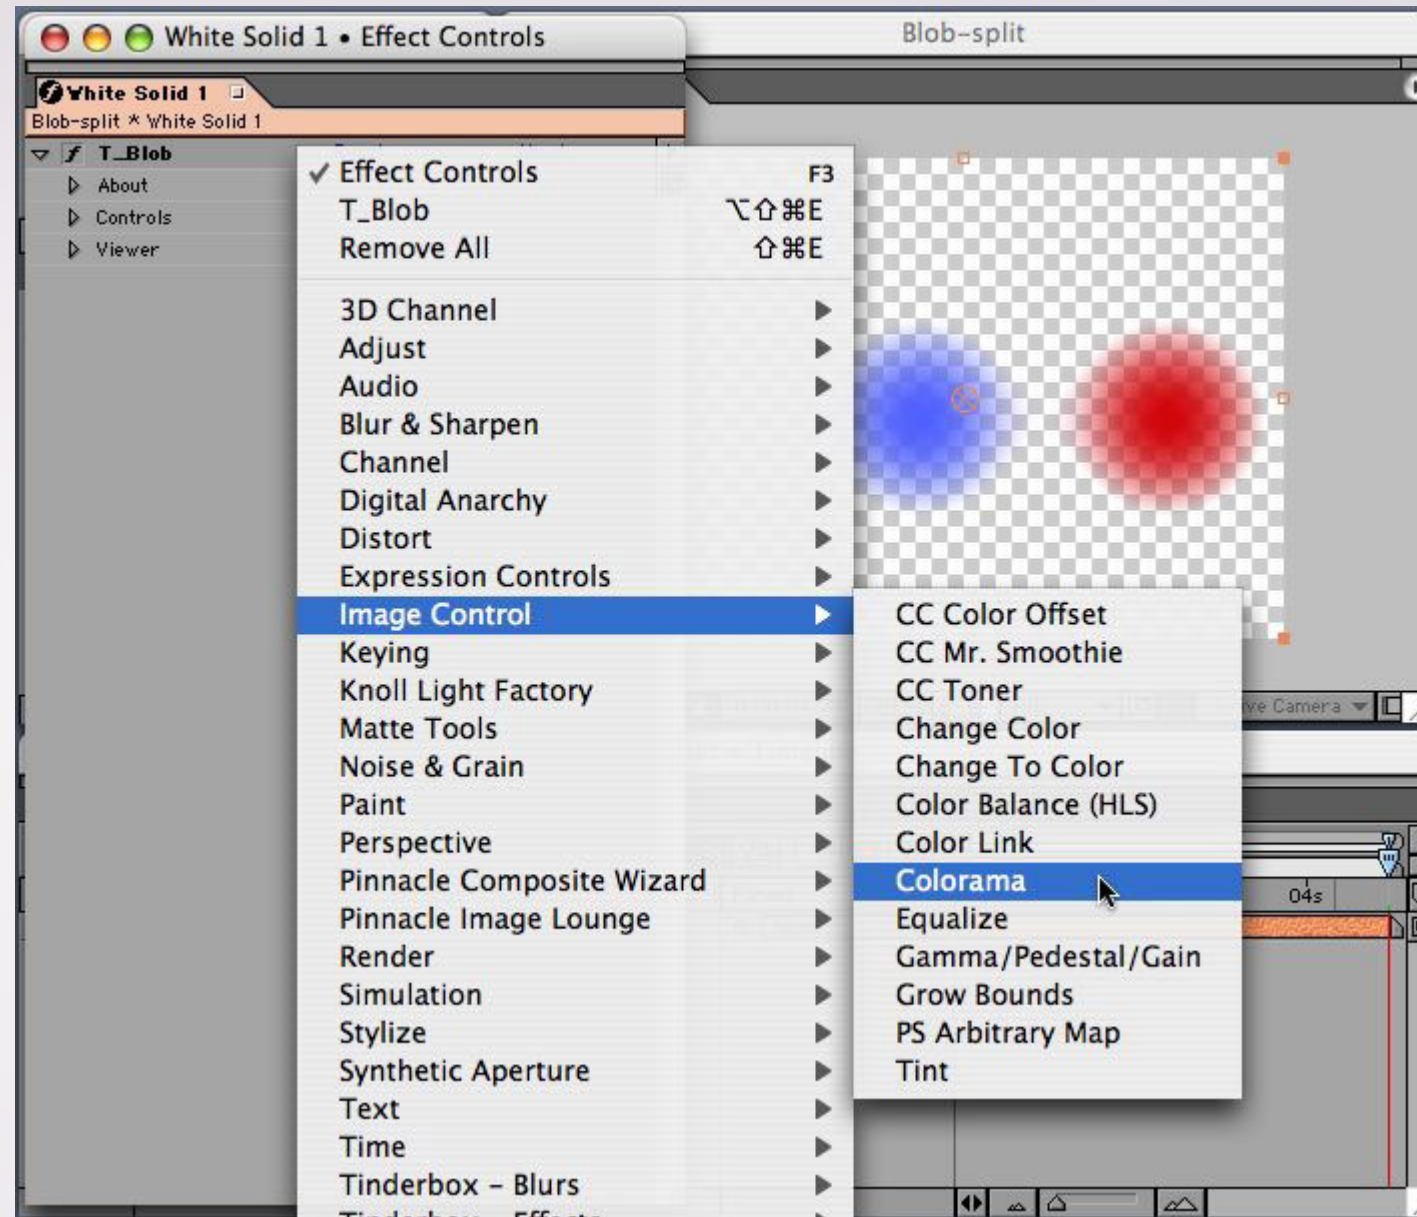 White Solid 1 • Effect Controls
Blob-split
White Solid 1
Blob-split * White Solid 1
T_Blob
About
Controls
Viewer
✓ Effect Controls F3
T_Blob ⌥⇧⌘E
Remove All ⇧⌘E
3D Channel
Adjust
Audio
Blur & Sharpen
Channel
Digital Anarchy
Distort
Expression Controls
Image Control
Keying
Knoll Light Factory
Matte Tools
Noise & Grain
Paint
Perspective
Pinnacle Composite Wizard
Pinnacle Image Lounge
Render
Simulation
Stylize
Synthetic Aperture
Text
Time
Tinderbox - Blurs
CC Color Offset
CC Mr. Smoothie
CC Toner
Change Color
Change To Color
Color Balance (HLS)
Color Link
Colorama
Equalize
Gamma/Pedestal/Gain
Grow Bounds
PS Arbitrary Map
Tint
Camera
04s